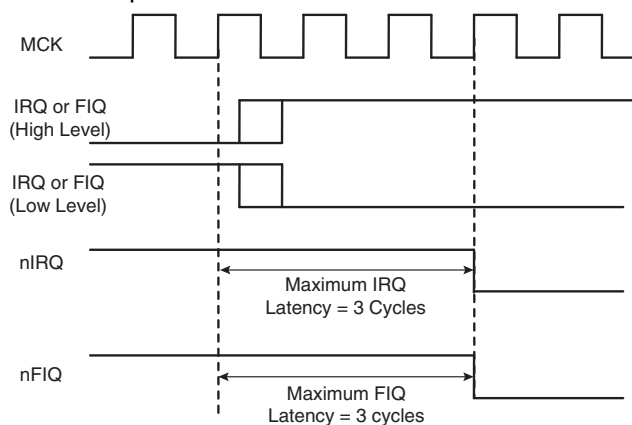 MCK
IRQ or FIQ
(High Level)
IRQ or FIQ
(Low Level)
nIRQ
Maximum IRQ
Latency = 3 Cycles
nFIQ
Maximum FIQ
Latency = 3 cycles